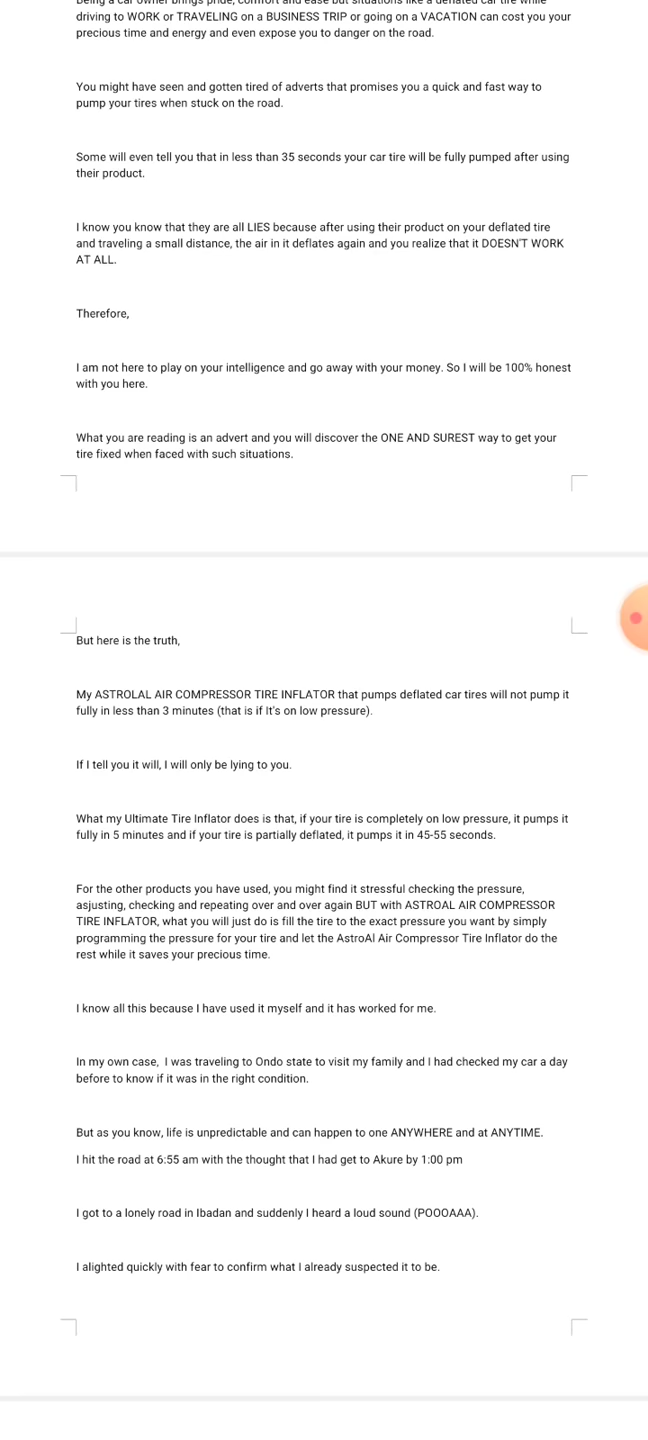 Being a car owner brings pride, comfort and ease but situations like a deflated car tire while
driving to WORK or TRAVELING on a BUSINESS TRIP or going on a VACATION can cost you your
precious time and energy and even expose you to danger on the road.
You might have seen and gotten tired of adverts that promises you a quick and fast way to
pump your tires when stuck on the road.
Some will even tell you that in less than 35 seconds your car tire will be fully pumped after using
their product.
I know you know that they are all LIES because after using their product on your deflated tire
and traveling a small distance, the air in it deflates again and you realize that it DOESN'T WORK
AT ALL.
Therefore,
I am not here to play on your intelligence and go away with your money. So I will be 100% honest
with you here.
What you are reading is an advert and you will discover the ONE AND SUREST way to get your
tire fixed when faced with such situations.
But here is the truth,
My ASTROLAL AIR COMPRESSOR TIRE INFLATOR that pumps deflated car tires will not pump it
fully in less than 3 minutes (that is if It's on low pressure).
If I tell you it will, I will only be lying to you.
What my Ultimate Tire Inflator does is that, if your tire is completely on low pressure, it pumps it
fully in 5 minutes and if your tire is partially deflated, it pumps it in 45-55 seconds.
For the other products you have used, you might find it stressful checking the pressure,
asjusting, checking and repeating over and over again BUT with ASTROAL AIR COMPRESSOR
TIRE INFLATOR, what you will just do is fill the tire to the exact pressure you want by simply
programming the pressure for your tire and let the AstroAl Air Compressor Tire Inflator do the
rest while it saves your precious time.
I know all this because I have used it myself and it has worked for me.
In my own case,  I was traveling to Ondo state to visit my family and I had checked my car a day
before to know if it was in the right condition.
But as you know, life is unpredictable and can happen to one ANYWHERE and at ANYTIME.
I hit the road at 6:55 am with the thought that I had get to Akure by 1:00 pm
I got to a lonely road in Ibadan and suddenly I heard a loud sound (POOOAAA).
I alighted quickly with fear to confirm what I already suspected it to be.